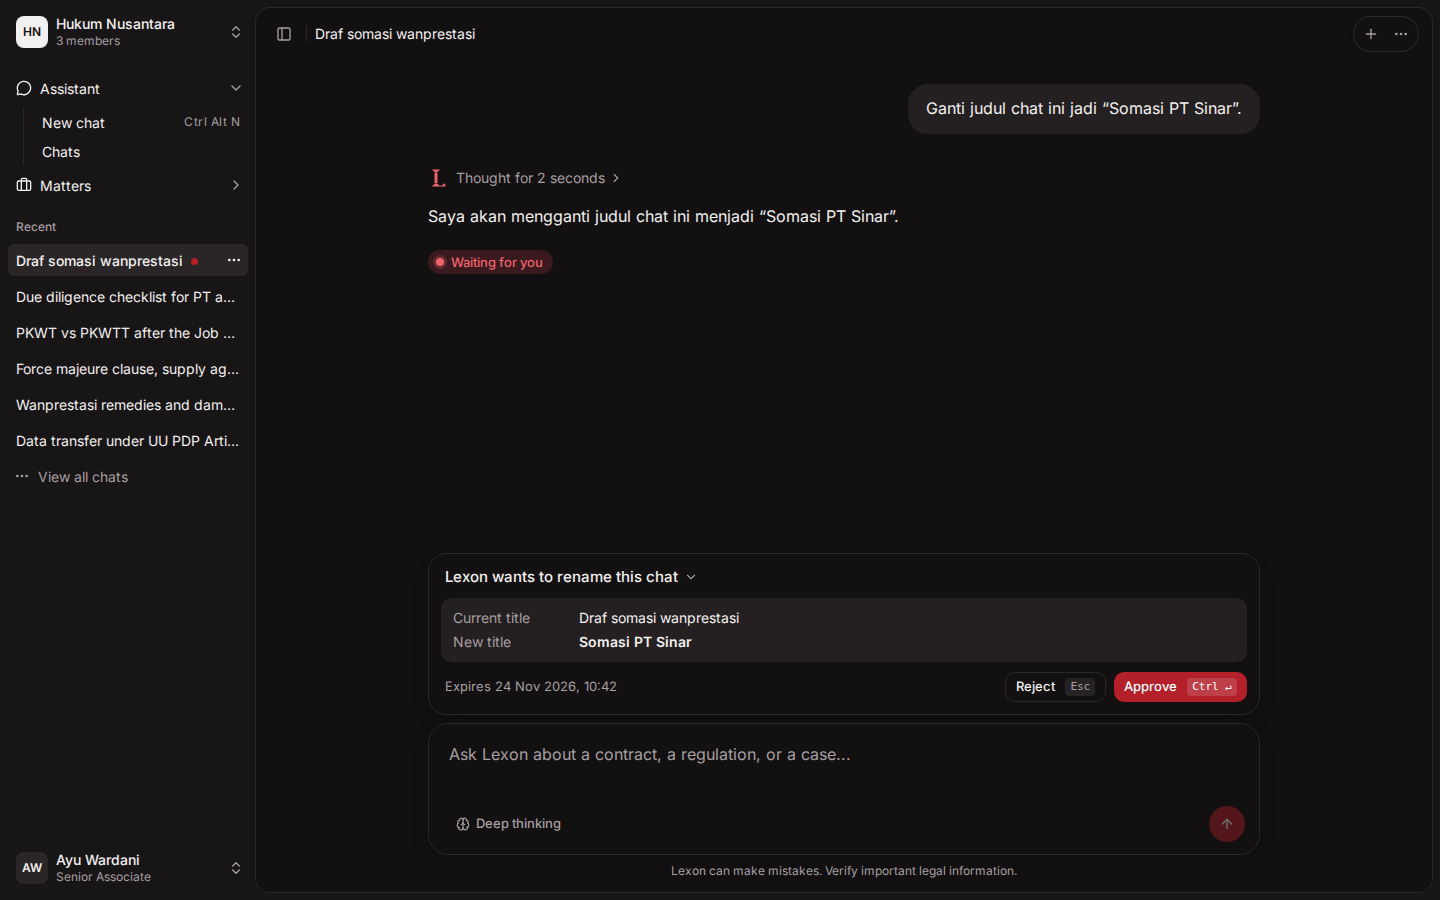 HN
Hukum Nusantara
3 members
Assistant
New chat
Ctrl Alt N
Chats
Matters
Recent
Draf somasi wanprestasi
Due diligence checklist for PT a...
PKWT vs PKWTT after the Job ...
Force majeure clause, supply ag...
Wanprestasi remedies and dam...
Data transfer under UU PDP Arti...
View all chats
AW
Ayu Wardani
Senior Associate
Draf somasi wanprestasi
Ganti judul chat ini jadi “Somasi PT Sinar”.
L
Thought for 2 seconds
Saya akan mengganti judul chat ini menjadi “Somasi PT Sinar”.
Waiting for you
Lexon wants to rename this chat
Current title Draf somasi wanprestasi
New title Somasi PT Sinar
Expires 24 Nov 2026, 10:42
Reject Esc
Approve Ctrl ↵
Ask Lexon about a contract, a regulation, or a case...
Deep thinking
Lexon can make mistakes. Verify important legal information.